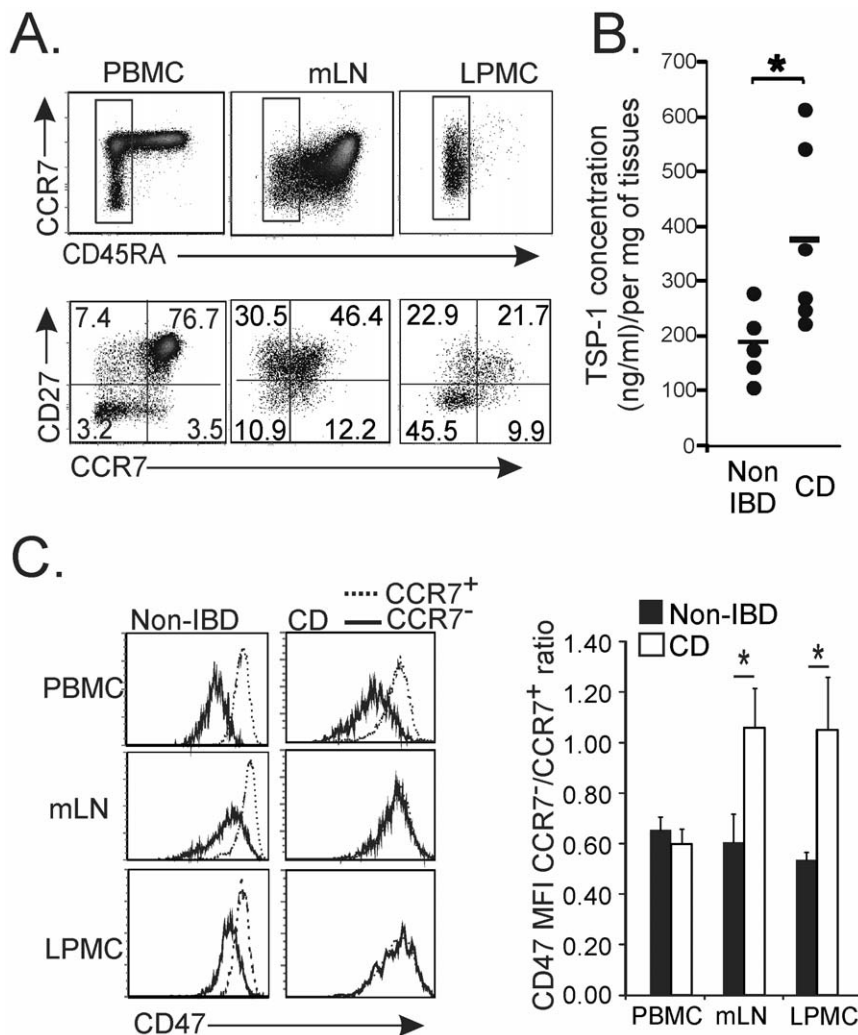 A.
PBMC mLN LPMC
CCR7
CD45RA
7.4 76.7 30.5 46.4 22.9 21.7
CD27
3.2 3.5 10.9 12.2 45.5 9.9
CCR7
B.
TSP-1 concentration
(ng/ml)/per mg of tissues
700
600
500
400
300
200
100
0
*
Non
IBD
CD
C.
CCR7+
CCR7-
Non-IBD CD
PBMC
mLN
LPMC
CD47
Non-IBD
CD
CD47 MFI CCR7-/CCR7+ ratio
1.40
1.20
1.00
0.80
0.60
0.40
0.20
0.00
* *
PBMC mLN LPMC